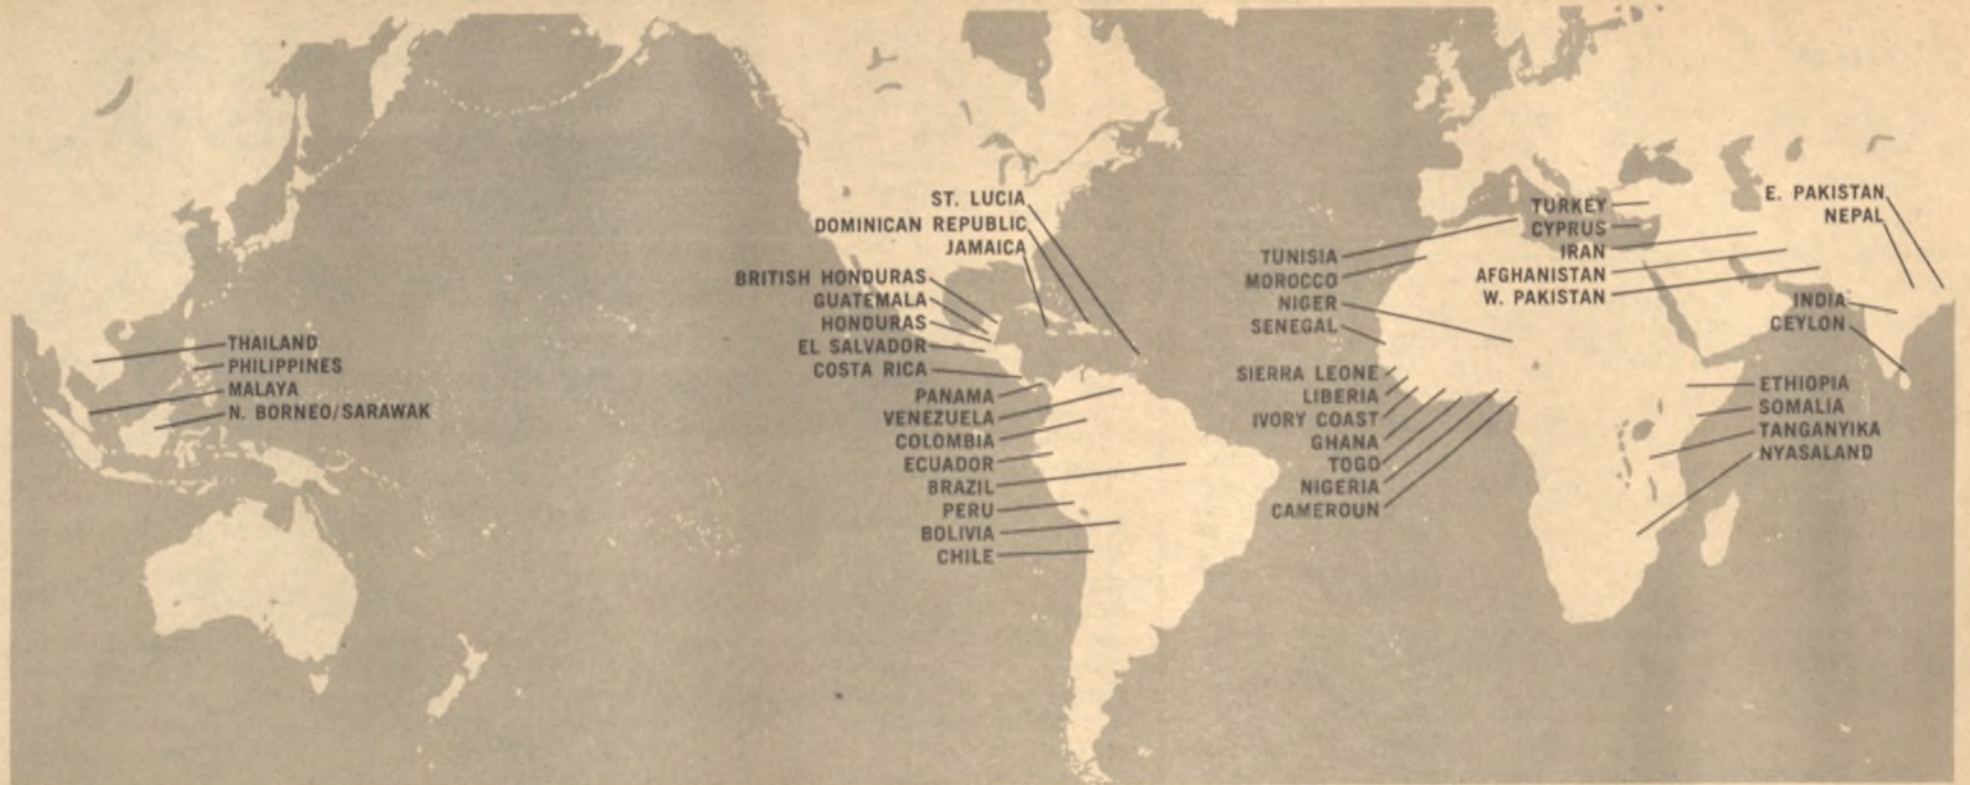 ST. LUCIA
DOMINICAN REPUBLIC
JAMAICA
BRITISH HONDURAS
GUATEMALA
HONDURAS
EL SALVADOR
COSTA RICA
PANAMA
VENEZUELA
COLOMBIA
ECUADOR
BRAZIL
PERU
BOLIVIA
CHILE
THAILAND
PHILIPPINES
MALAYA
N. BORNEO/SARAWAK
TUNISIA
MOROCCO
NIGER
SENEGAL
SIERRA LEONE
LIBERIA
IVORY COAST
GHANA
TOGO
NIGERIA
CAMEROUN
TURKEY
CYPRUS
IRAN
AFGHANISTAN
W. PAKISTAN
E. PAKISTAN
NEPAL
INDIA
CEYLON
ETHIOPIA
SOMALIA
TANGANYIKA
NYASALAND